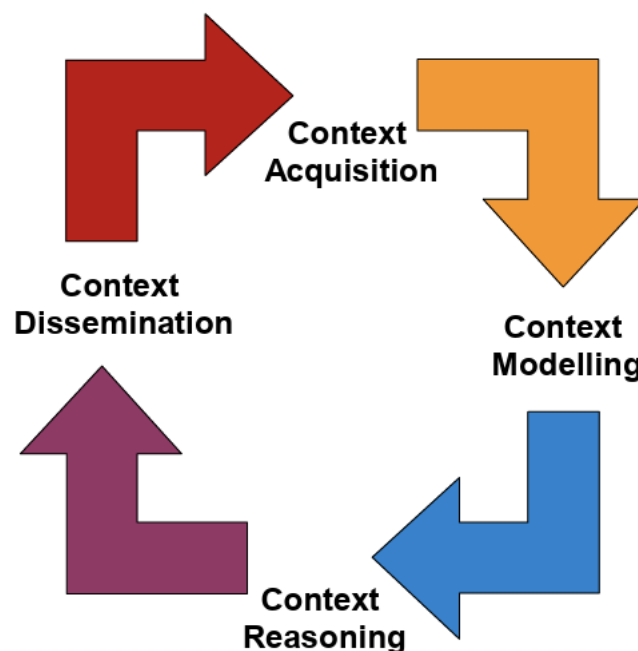 Context
Acquisition
Context
Modelling
Context
Reasoning
Context
Dissemination